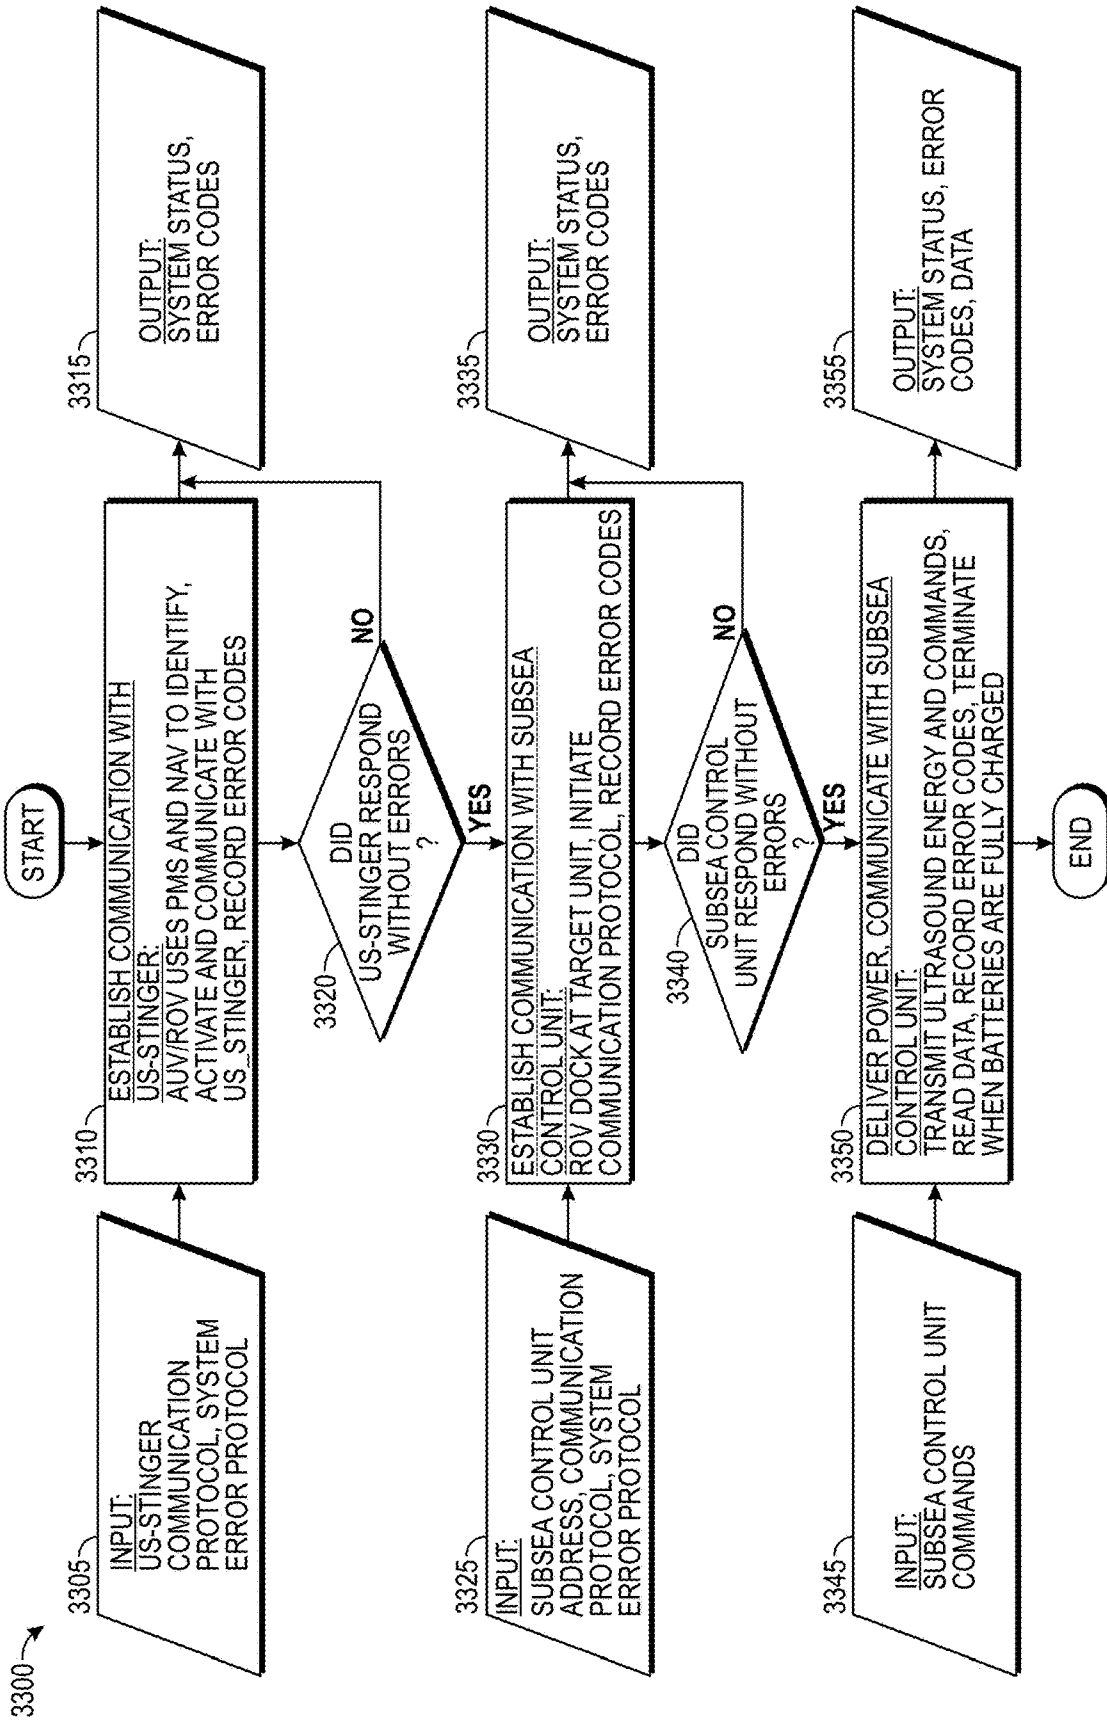 3300
START
3305
INPUT:
US-STINGER
COMMUNICATION
PROTOCOL, SYSTEM
ERROR PROTOCOL
3310
ESTABLISH COMMUNICATION WITH
US-STINGER:
AUV/ROV USES PMS AND NAV TO IDENTIFY,
ACTIVATE AND COMMUNICATE WITH
US_STINGER, RECORD ERROR CODES
3315
OUTPUT:
SYSTEM STATUS,
ERROR CODES
3320
DID
US-STINGER RESPOND
WITHOUT ERRORS
?
NO
YES
3325
INPUT:
SUBSEA CONTROL UNIT
ADDRESS, COMMUNICATION
PROTOCOL, SYSTEM
ERROR PROTOCOL
3330
ESTABLISH COMMUNICATION WITH SUBSEA
CONTROL UNIT:
ROV DOCK AT TARGET UNIT, INITIATE
COMMUNICATION PROTOCOL, RECORD ERROR CODES
3335
OUTPUT:
SYSTEM STATUS,
ERROR CODES
3340
DID
SUBSEA CONTROL
UNIT RESPOND WITHOUT
ERRORS
?
NO
YES
3345
INPUT:
SUBSEA CONTROL UNIT
COMMANDS
3350
DELIVER POWER, COMMUNICATE WITH SUBSEA
CONTROL UNIT:
TRANSMIT ULTRASOUND ENERGY AND COMMANDS,
READ DATA, RECORD ERROR CODES, TERMINATE
WHEN BATTERIES ARE FULLY CHARGED
3355
OUTPUT:
SYSTEM STATUS, ERROR
CODES, DATA
END